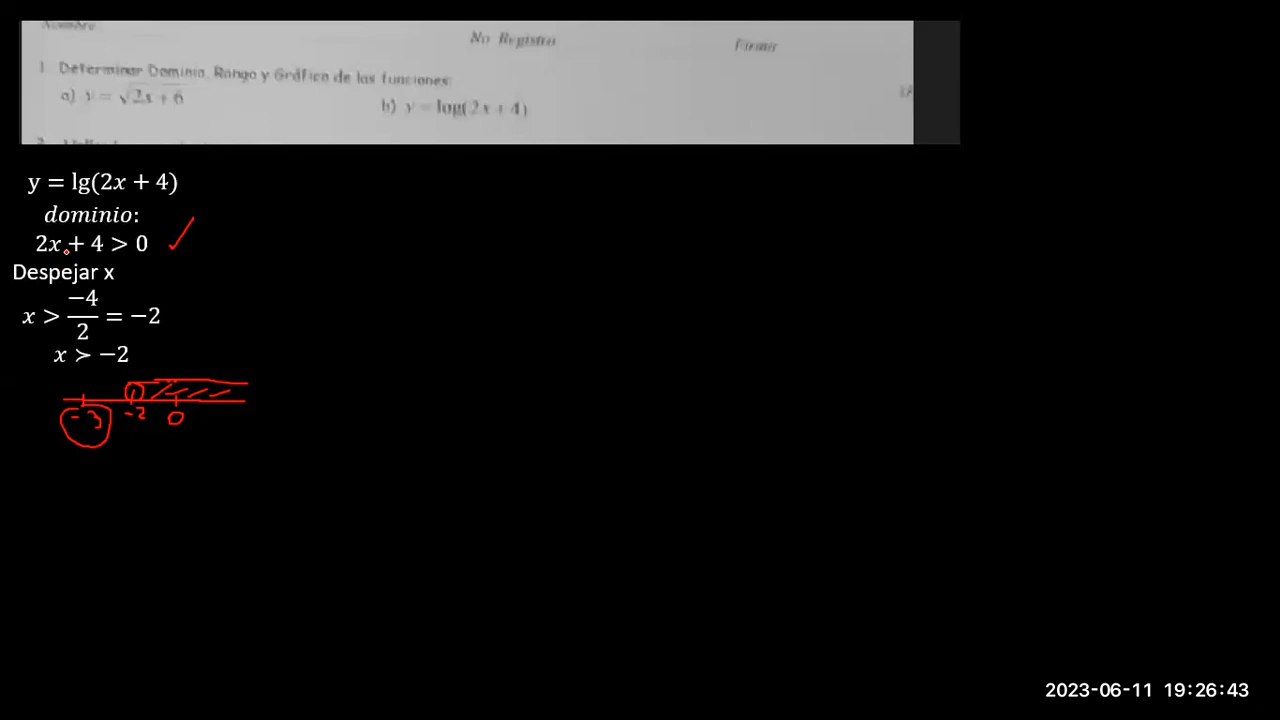 Nombre
No Registro
Firma
1. Determinar Dominio, Rango y Gráfico de las funciones:
a) y = √2x + 6
b) y = log(2x + 4)
y = lg(2x + 4)
dominio:
2x + 4 > 0
Despejar x
x > −4/2 = −2
x > −2
-3 -2 0
2023-06-11 19:26:43